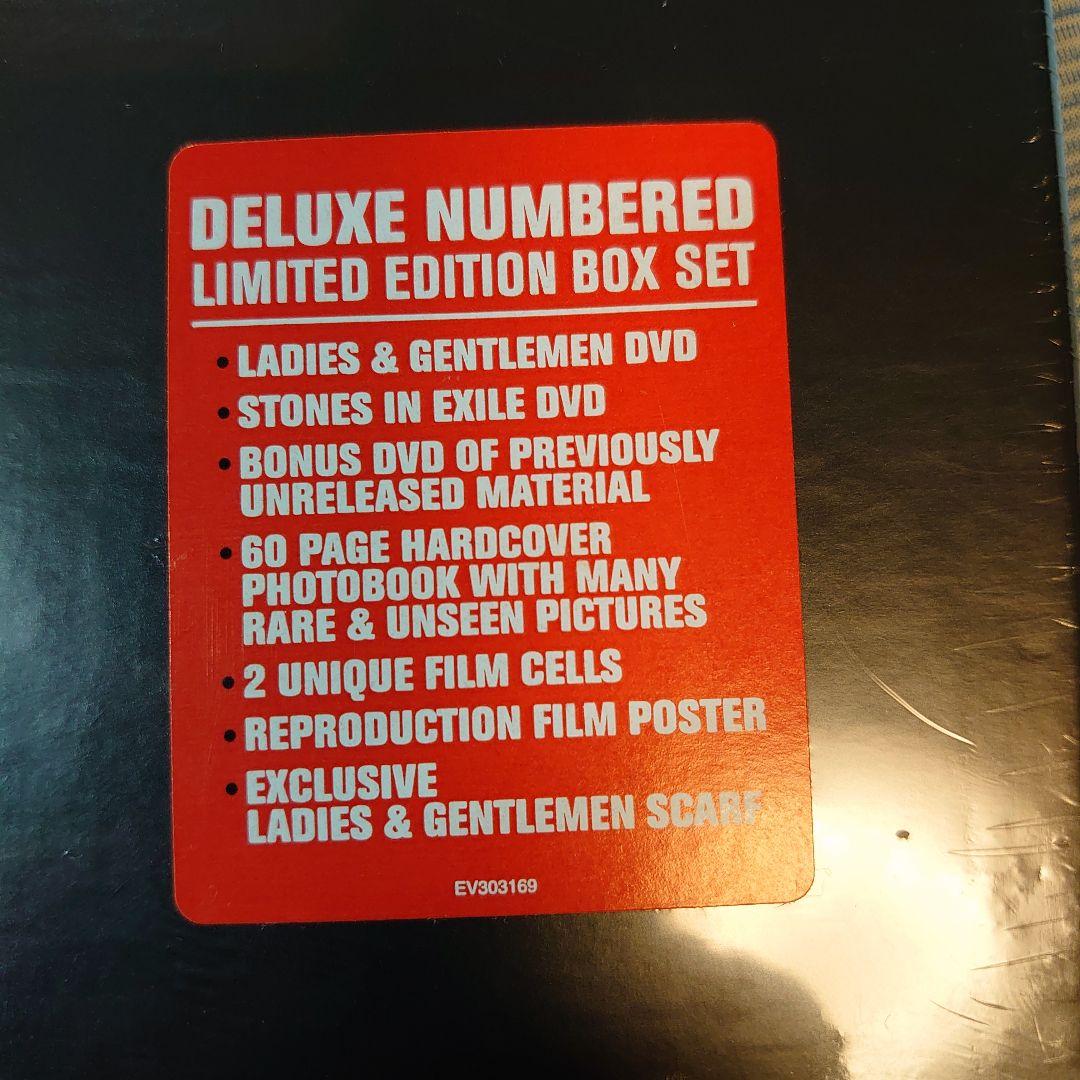 DELUXE NUMBERED
LIMITED EDITION BOX SET
• LADIES & GENTLEMEN DVD
• STONES IN EXILE DVD
• BONUS DVD OF PREVIOUSLY
UNRELEASED MATERIAL
• 60 PAGE HARDCOVER
PHOTOBOOK WITH MANY
RARE & UNSEEN PICTURES
• 2 UNIQUE FILM CELLS
• REPRODUCTION FILM POSTER
• EXCLUSIVE
LADIES & GENTLEMEN SCARF
EV303169